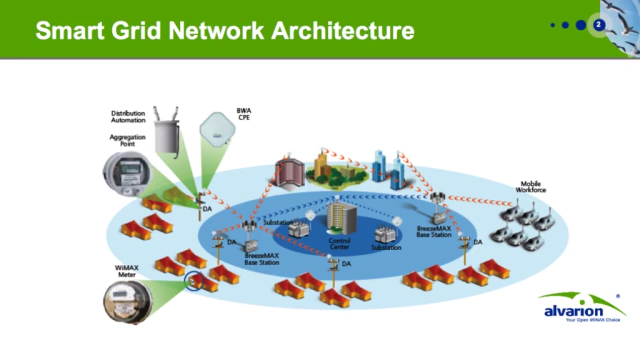 Smart Grid Network Architecture
2
Distribution
Automation
BWA
CPE
Aggregation
Point
Mobile
Workforce
DA
Substation
BreezeMAX
Base Station
DA
Control
Center
Substation
BreezeMAX
Base Station
DA
DA
WiMAX
Meter
alvarion
Your Open WiMAX Choice